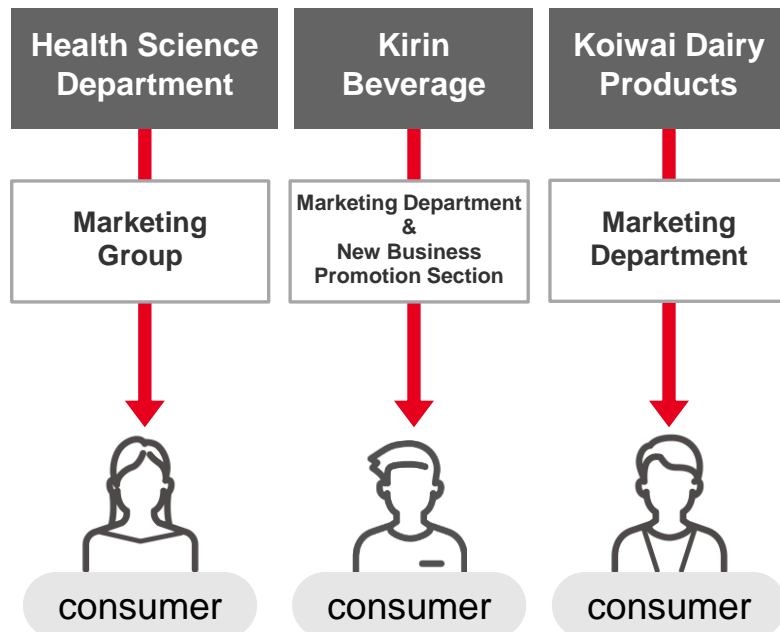 Health Science
Department
Kirin
Beverage
Koiwai Dairy
Products
Marketing
Group
Marketing Department
&
New Business
Promotion Section
Marketing
Department
consumer
consumer
consumer